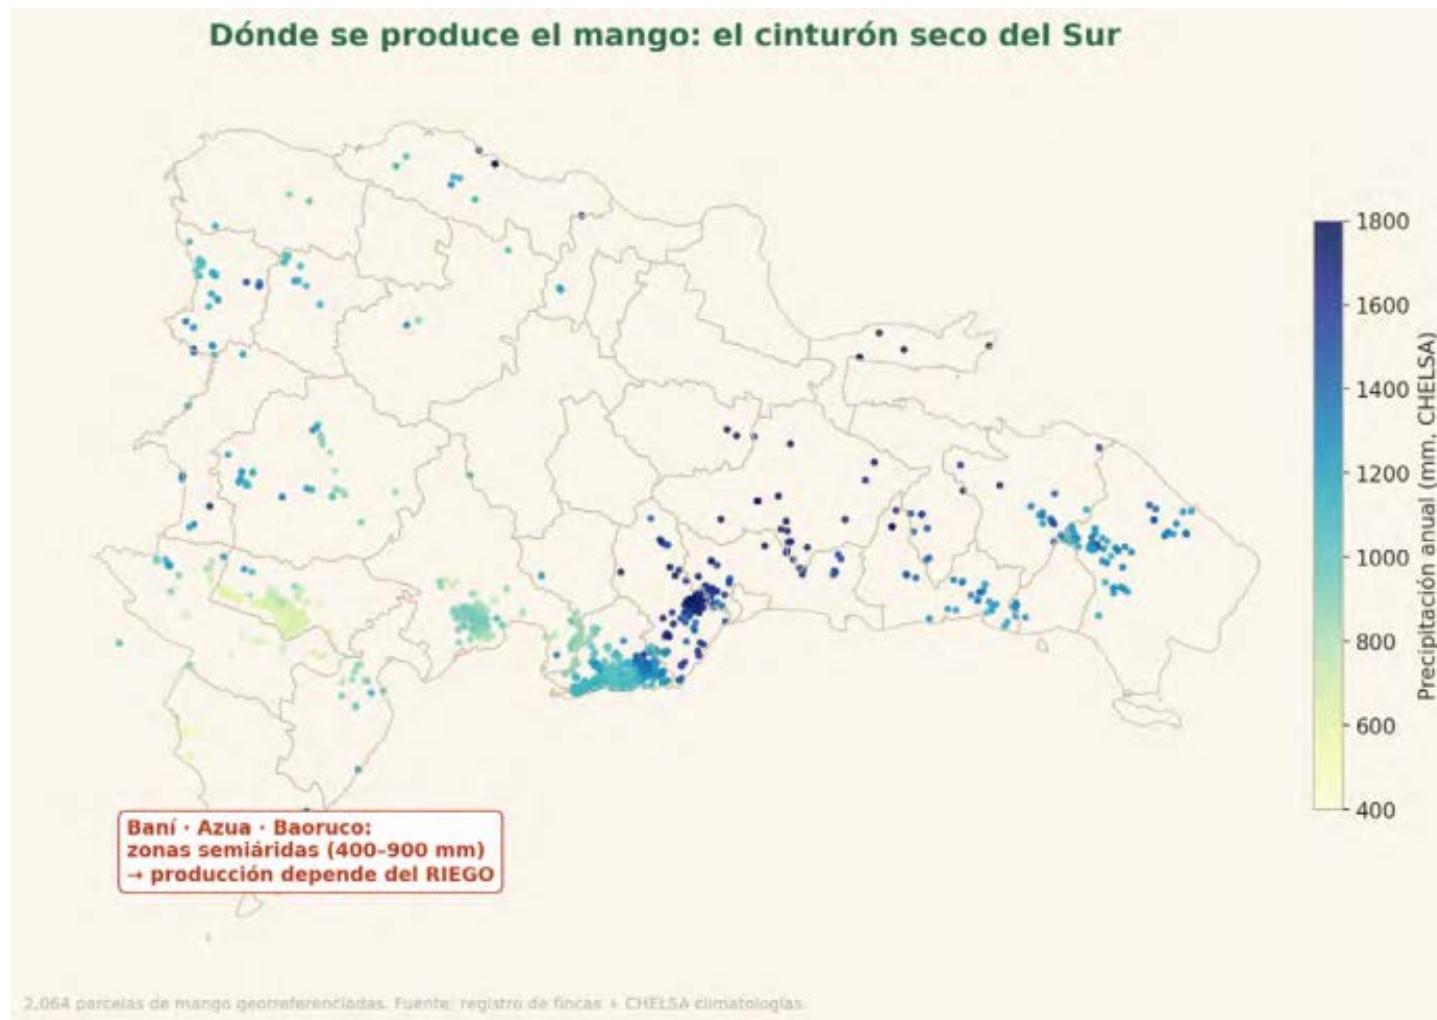 Dónde se produce el mango: el cinturón seco del Sur
1800
1600
1400
1200
1000
800
600
400
Precipitación anual (mm, CHELSA)
Baní · Azua · Baoruco:
zonas semiáridas (400–900 mm)
→ producción depende del RIEGO
2,064 parcelas de mango georreferenciadas. Fuente: registro de fincas + CHELSA climatologías.